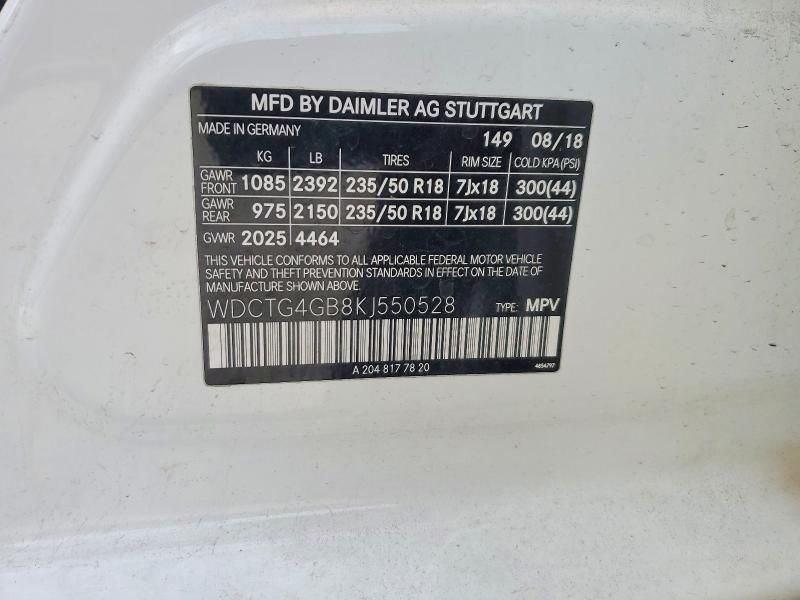 MFD BY DAIMLER AG STUTTGART
MADE IN GERMANY 149 08/18
KG LB TIRES RIM SIZE COLD KPA (PSI)
GAWR FRONT 1085 2392 235/50 R18 7Jx18 300(44)
GAWR REAR 975 2150 235/50 R18 7Jx18 300(44)
GVWR 2025 4464
THIS VEHICLE CONFORMS TO ALL APPLICABLE FEDERAL MOTOR VEHICLE
SAFETY AND THEFT PREVENTION STANDARDS IN EFFECT ON THE DATE OF
MANUFACTURE SHOWN ABOVE.
WDCTG4GB8KJ550528 TYPE: MPV
A 204 817 78 20 4654797